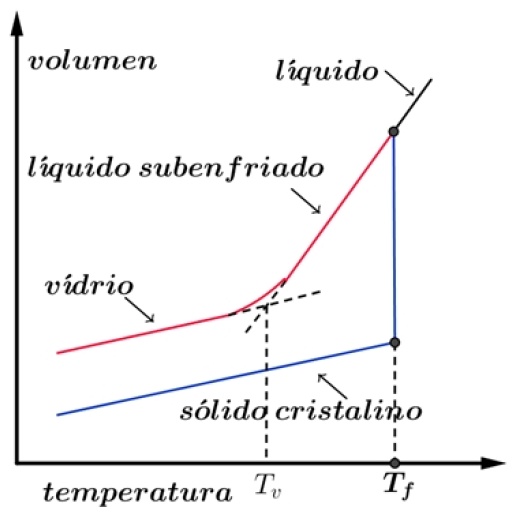 volumen
líquido
líquido subenfriado
vídrio
sólido cristalino
temperatura
T_v
T_f